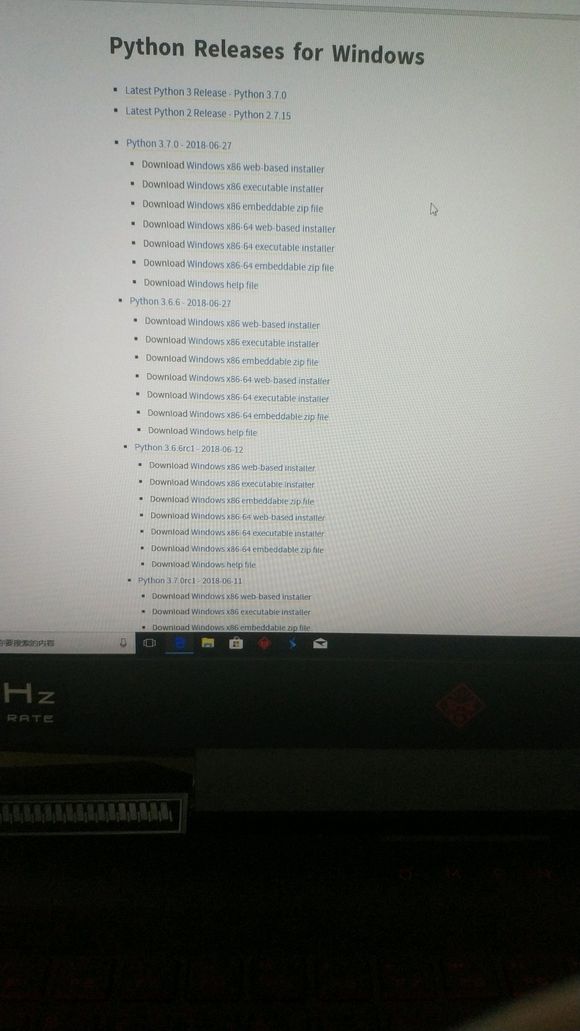 Python Releases for Windows
Latest Python 3 Release - Python 3.7.0
Latest Python 2 Release - Python 2.7.15
Python 3.7.0 - 2018-06-27
Download Windows x86 web-based installer
Download Windows x86 executable installer
Download Windows x86 embeddable zip file
Download Windows x86-64 web-based installer
Download Windows x86-64 executable installer
Download Windows x86-64 embeddable zip file
Download Windows help file
Python 3.6.6 - 2018-06-27
Download Windows x86 web-based installer
Download Windows x86 executable installer
Download Windows x86 embeddable zip file
Download Windows x86-64 web-based installer
Download Windows x86-64 executable installer
Download Windows x86-64 embeddable zip file
Download Windows help file
Python 3.6.6rc1 - 2018-06-12
Download Windows x86 web-based installer
Download Windows x86 executable installer
Download Windows x86 embeddable zip file
Download Windows x86-64 web-based installer
Download Windows x86-64 executable installer
Download Windows x86-64 embeddable zip file
Download Windows help file
Python 3.7.0rc1 - 2018-06-11
Download Windows x86 web-based installer
Download Windows x86 executable installer
Download Windows x86 embeddable zip file
要搜索的内容
Hz
RATE